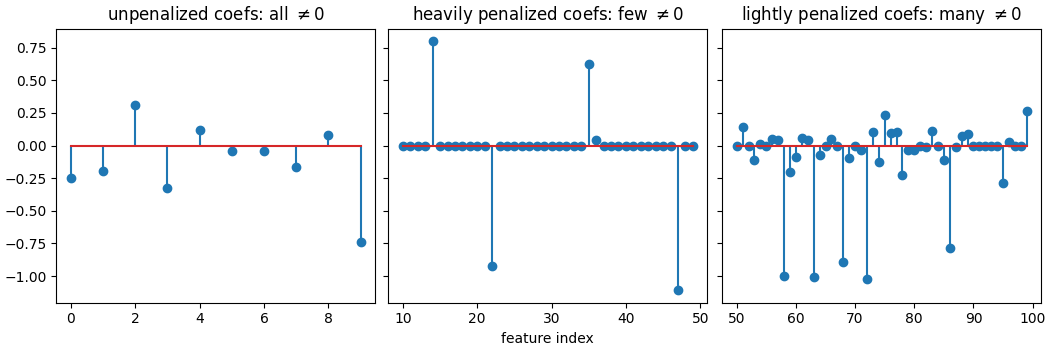 unpenalized coefs: all ≠0
heavily penalized coefs: few ≠0
lightly penalized coefs: many ≠0
0.75
0.50
0.25
0.00
−0.25
−0.50
−0.75
−1.00
0 2 4 6 8
10 20 30 40 50
50 60 70 80 90 100
feature index